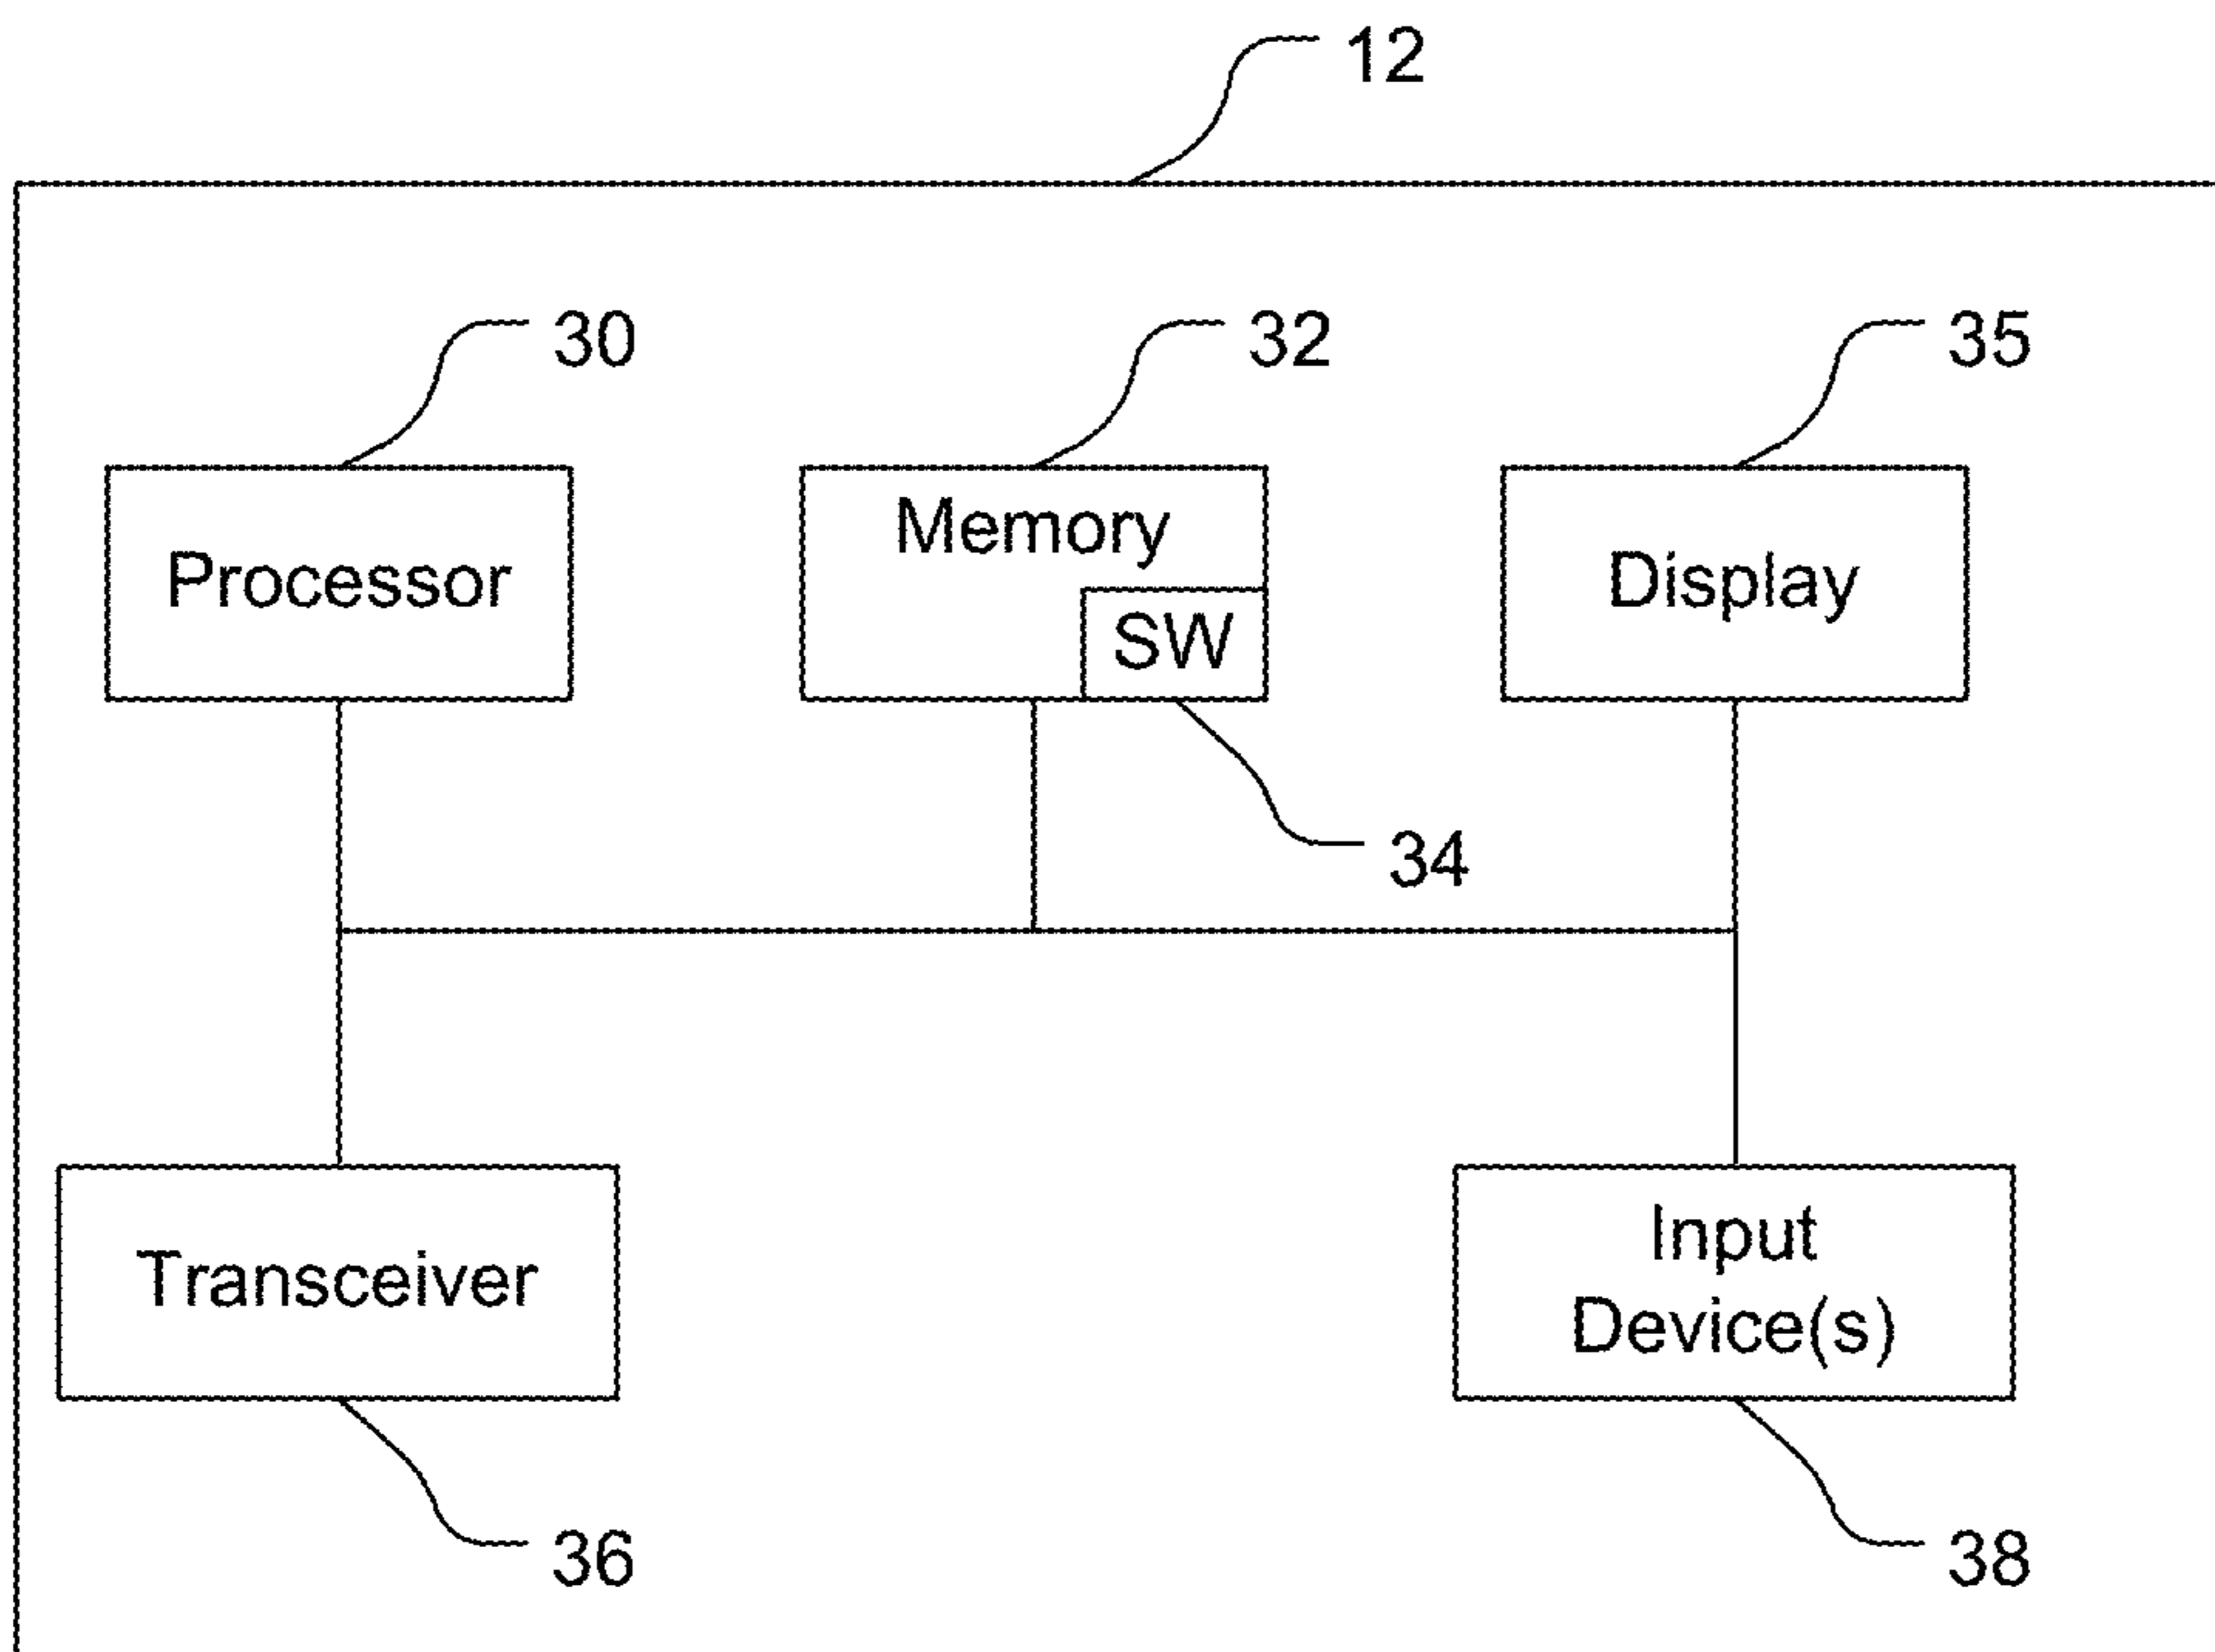 12
30
32
35
Processor
Memory
SW
Display
34
Transceiver
Input
Device(s)
36
38